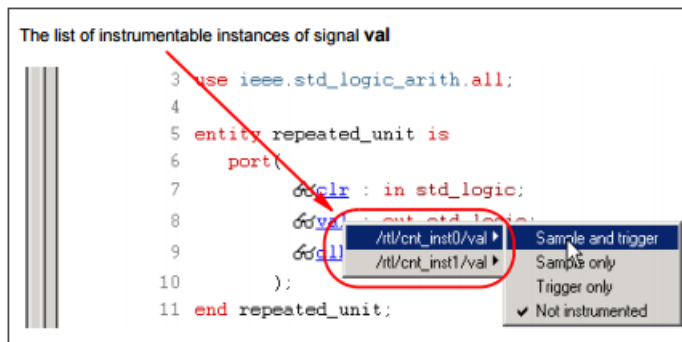 The list of instrumentable instances of signal val
3 use ieee.std_logic_arith.all;
4
5 entity repeated_unit is
6 port(
7 clr : in std_logic;
8 val : out std_logic;
/rtl/cnt_inst0/val Sample and trigger
9
/rtl/cnt_inst1/val Sample only
Trigger only
10 );
Not instrumented
11 end repeated_unit;